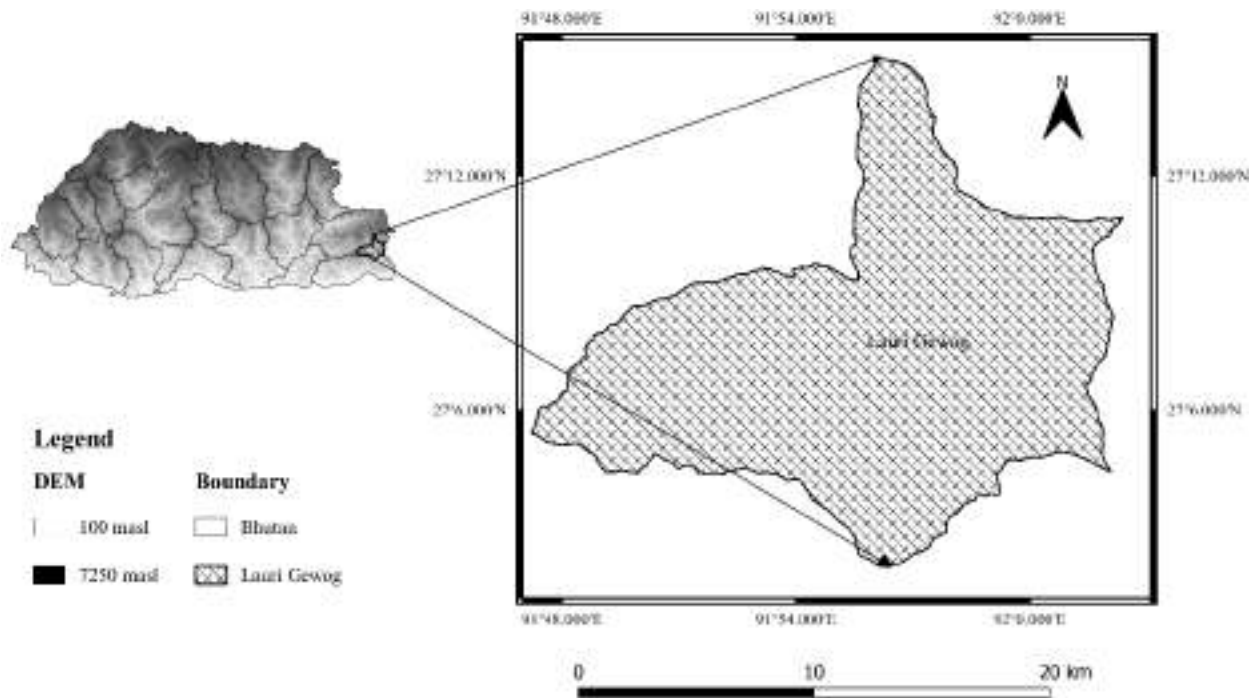 91°48.000'E 91°54.000'E 92°0.000'E
N
27°12.000'N 27°12.000'N
Lauri Gewog
27°6.000'N 27°6.000'N
Legend
DEM Boundary
100 masl Bhutan
7250 masl Lauri Gewog
91°48.000'E 91°54.000'E 92°0.000'E
0 10 20 km